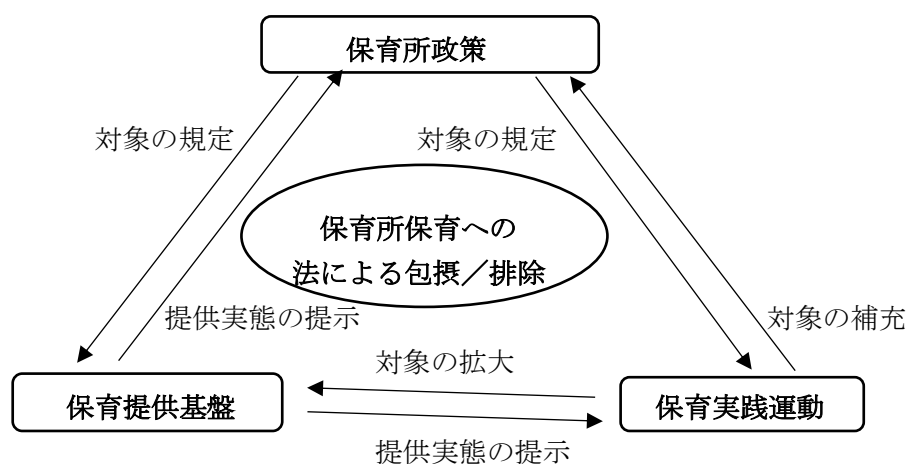 保育所政策
対象の規定
対象の規定
保育所保育への
法による包摂／排除
提供実態の提示
対象の補充
対象の拡大
保育提供基盤
保育実践運動
提供実態の提示